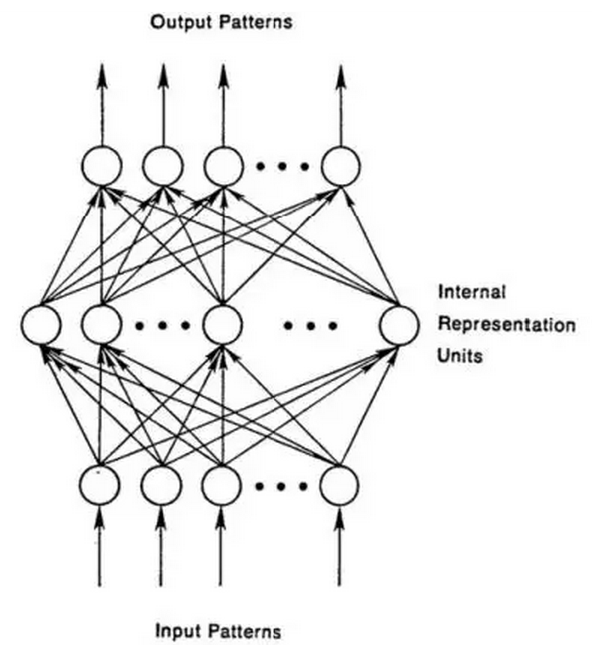 Output Patterns
Internal
Representation
Units
Input Patterns